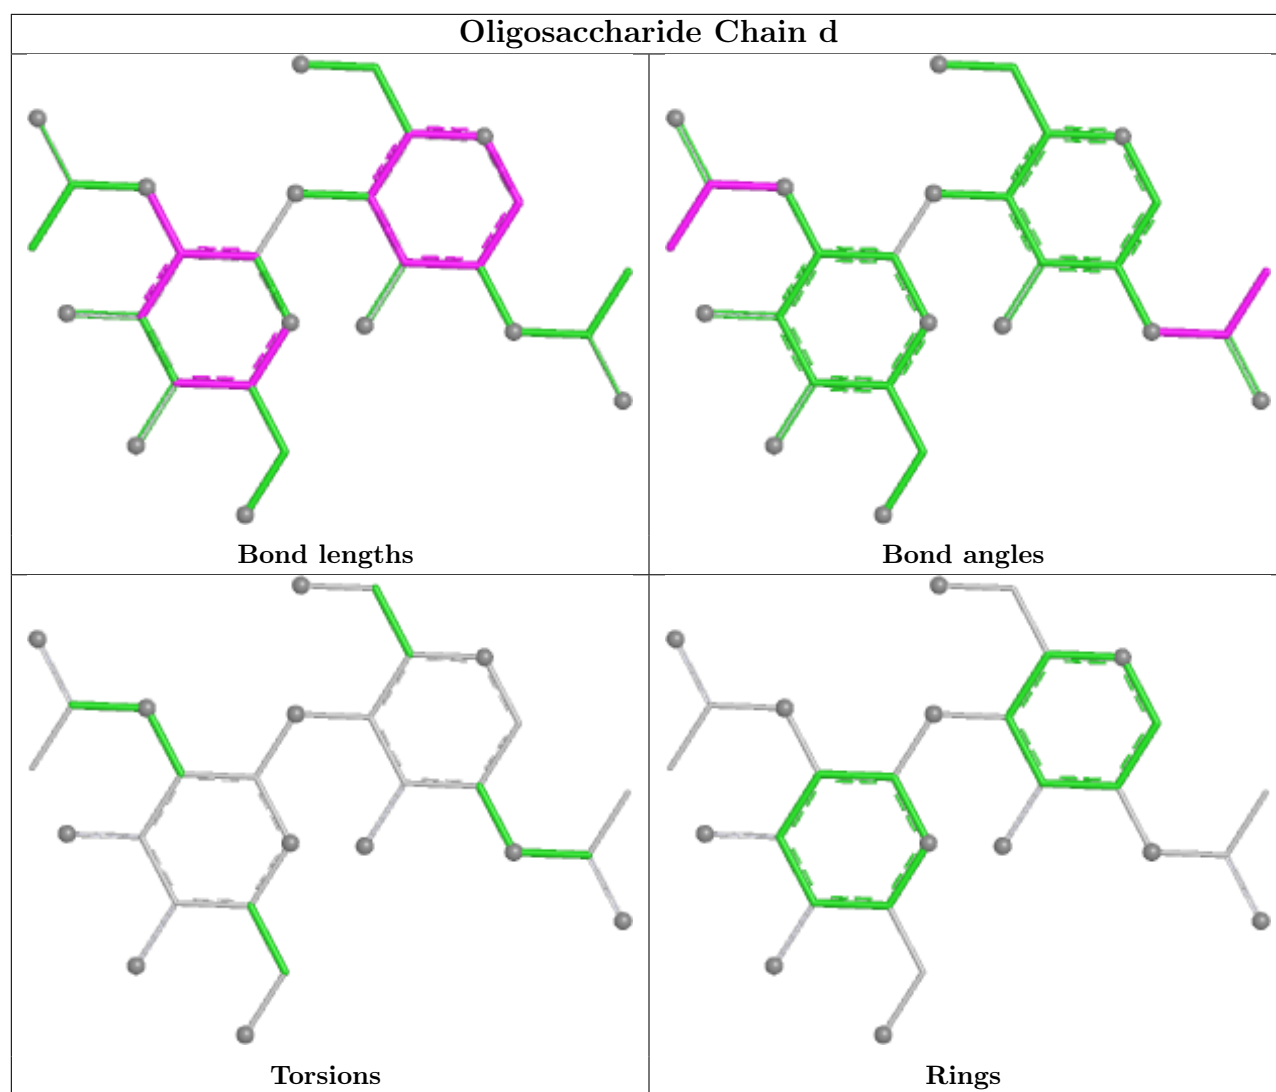 Oligosaccharide Chain d
Bond lengths
Bond angles
Torsions
Rings